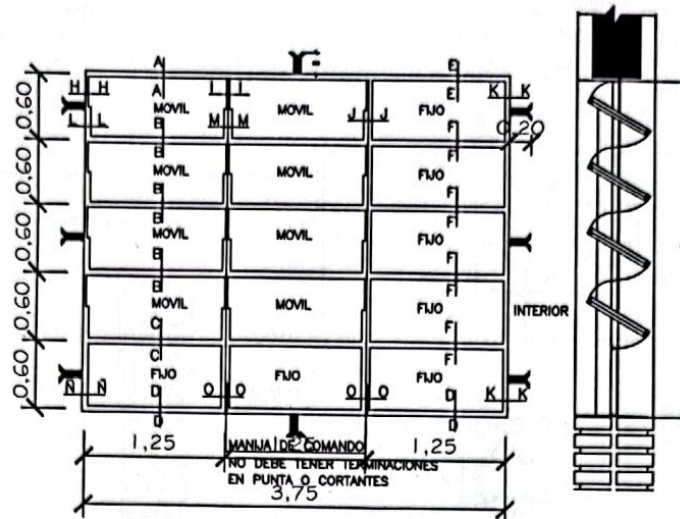 A E
H H I I A E K K
MOVIL MOVIL FIJO
L L M M J J
B F 0,20
B F
MOVIL MOVIL FIJO
B F
B F
MOVIL MOVIL FIJO
B F
B F
MOVIL MOVIL FIJO INTERIOR
C F
C F
FIJO FIJO FIJO
Ñ Ñ D O O O O D K K
D D
0,60
0,60
0,60
0,60
0,60
1,25 1,25
MANIJA DE COMANDO
NO DEBE TENER TERMINACIONES
EN PUNTA O CORTANTES
3,75